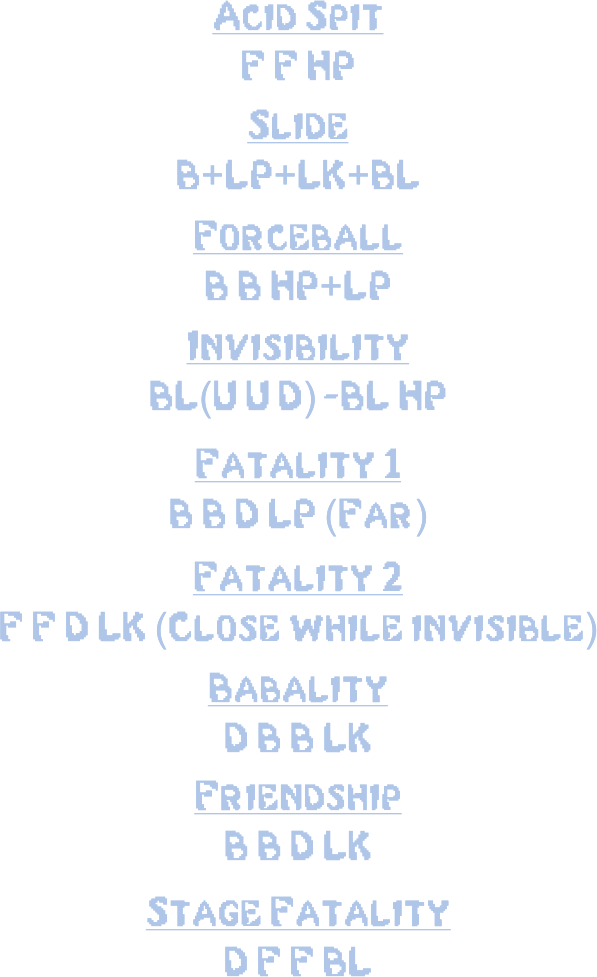 Acid Spit
F F HP
Slide
B+LP+LK+BL
Forceball
B B HP+LP
Invisibility
BL(U U D) -BL HP
Fatality 1
B B D LP (Far)
Fatality 2
F F D LK (Close while invisible)
Babality
D B B LK
Friendship
B B D LK
Stage Fatality
D F F BL